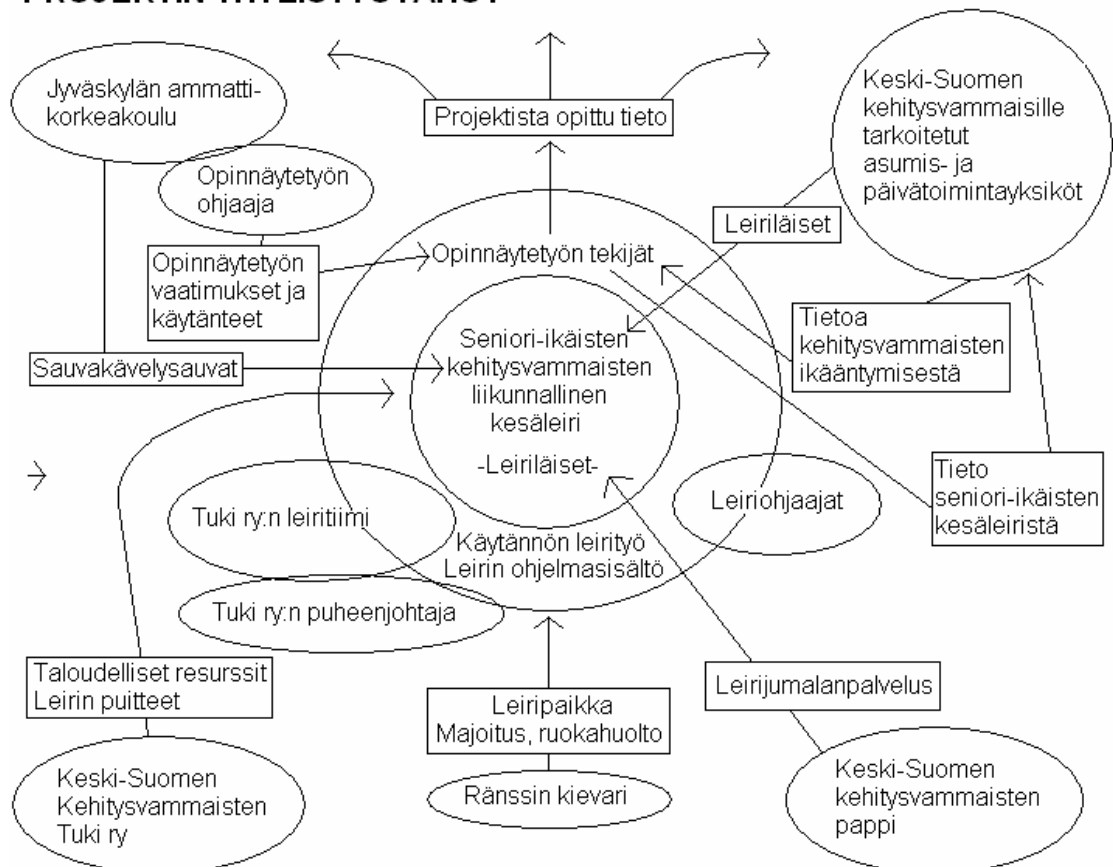 PROJEKTIN YHTEISTYÖTAHOT
Jyväskylän ammatti-
korkeakoulu
Projektista opittu tieto
Keski-Suomen
kehitysvammaisille
tarkoitetut
asumis- ja
päivätoimintayksiköt
Opinnäytetyön
ohjaaja
Leiriläiset
Opinnäytetyön
vaatimukset ja
käytänteet
Opinnäytetyön tekijät
Sauvakävelysauvat
Seniori-ikäisten
kehitysvammaisten
liikunnallinen
kesäleiri
-Leiriläiset-
Tietoa
kehitysvammaisten
ikääntymisestä
Tieto
seniori-ikäisten
kesäleiristä
Tuki ry:n leiritiimi
Leiriohjaajat
Käytännön leirityö
Leirin ohjelmasisältö
Tuki ry:n puheenjohtaja
Taloudelliset resurssit
Leirin puitteet
Leiripaikka
Majoitus, ruokahuolto
Leirijumalanpalvelus
Keski-Suomen
Kehitysvammaisten
Tuki ry
Ränssin kievari
Keski-Suomen
kehitysvammaisten
pappi